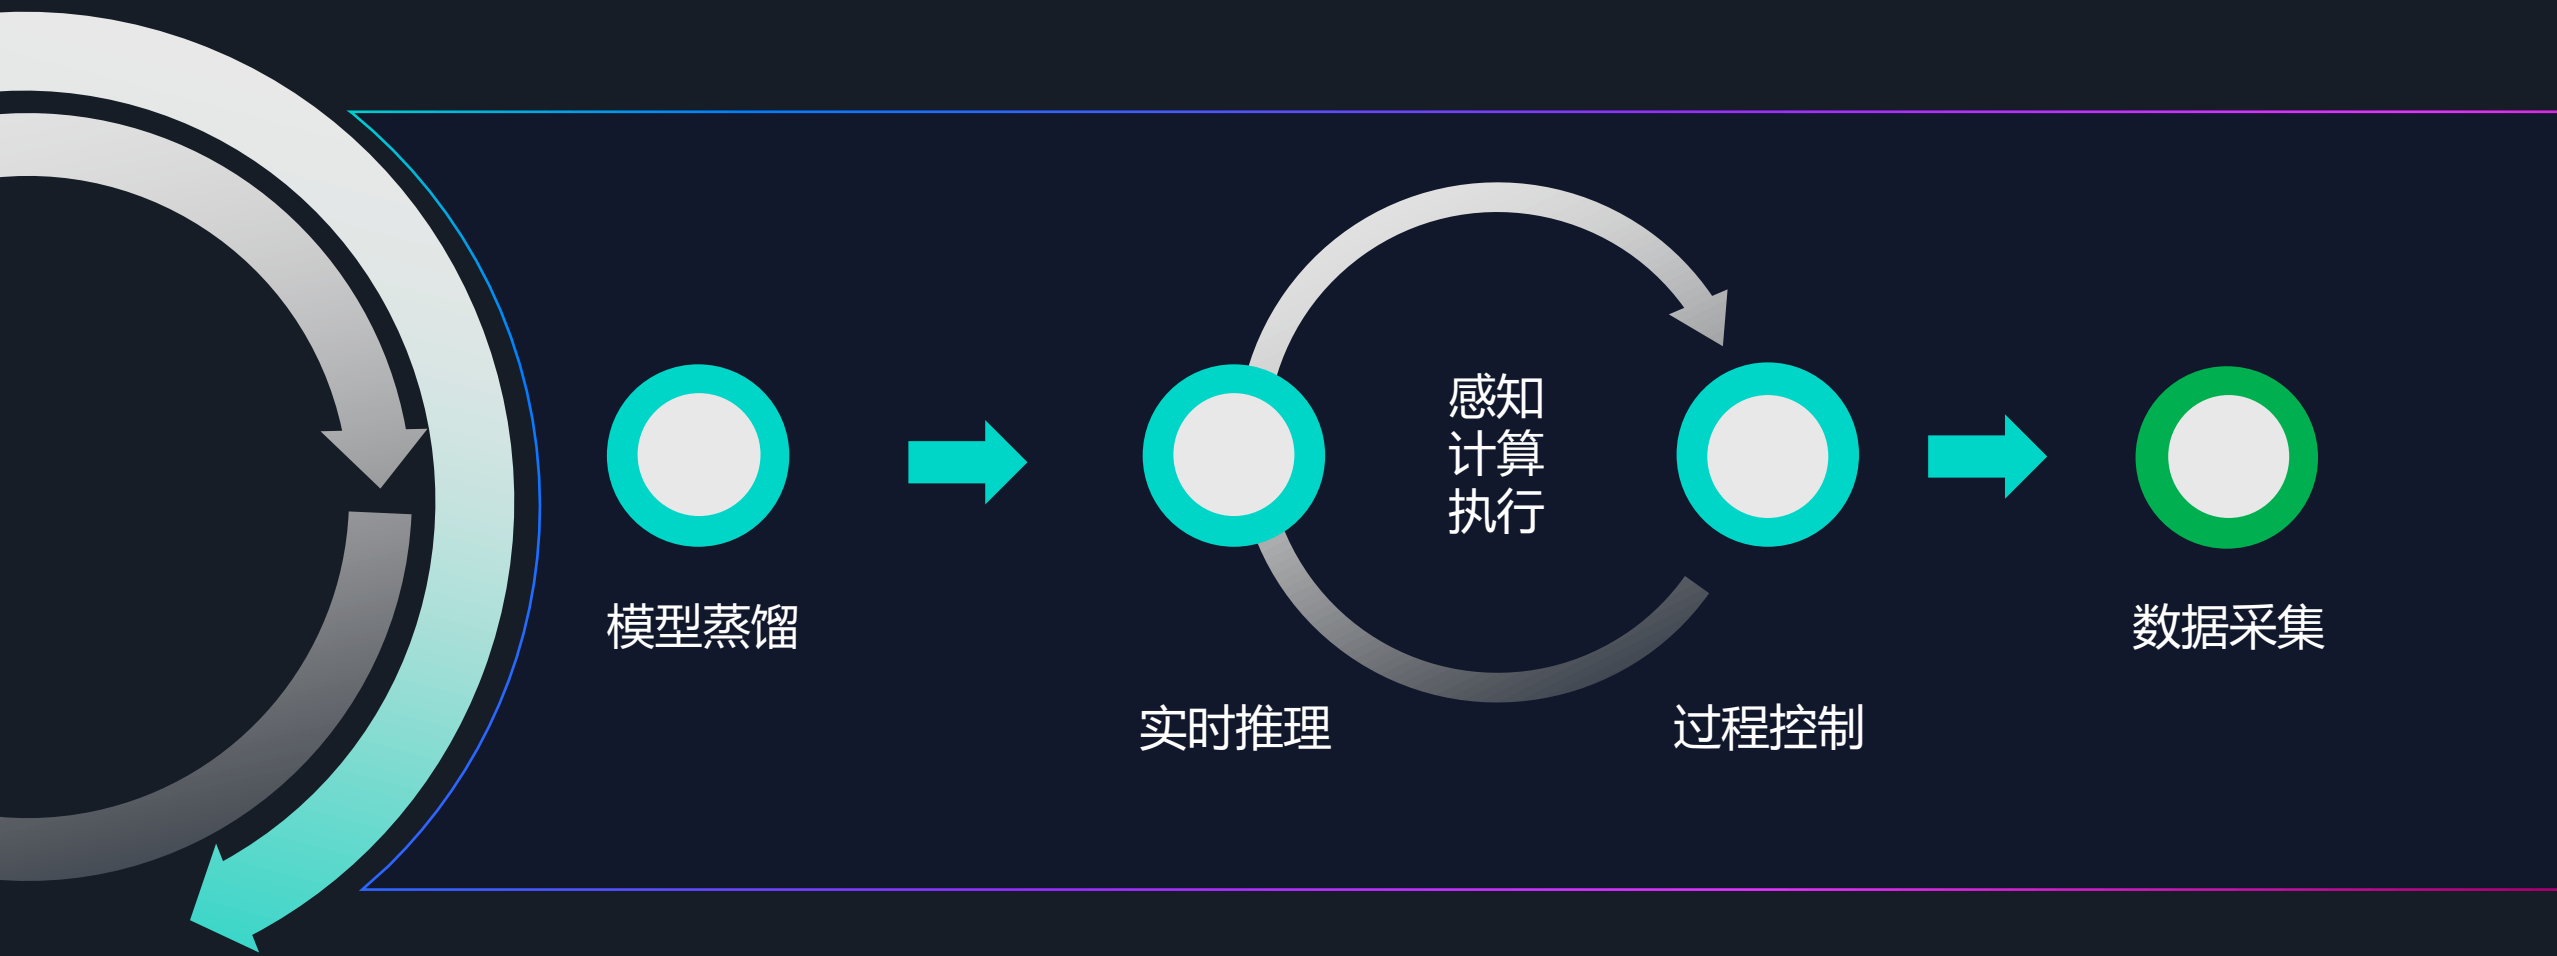 感知
计算
执行
模型蒸馏
数据采集
实时推理
过程控制